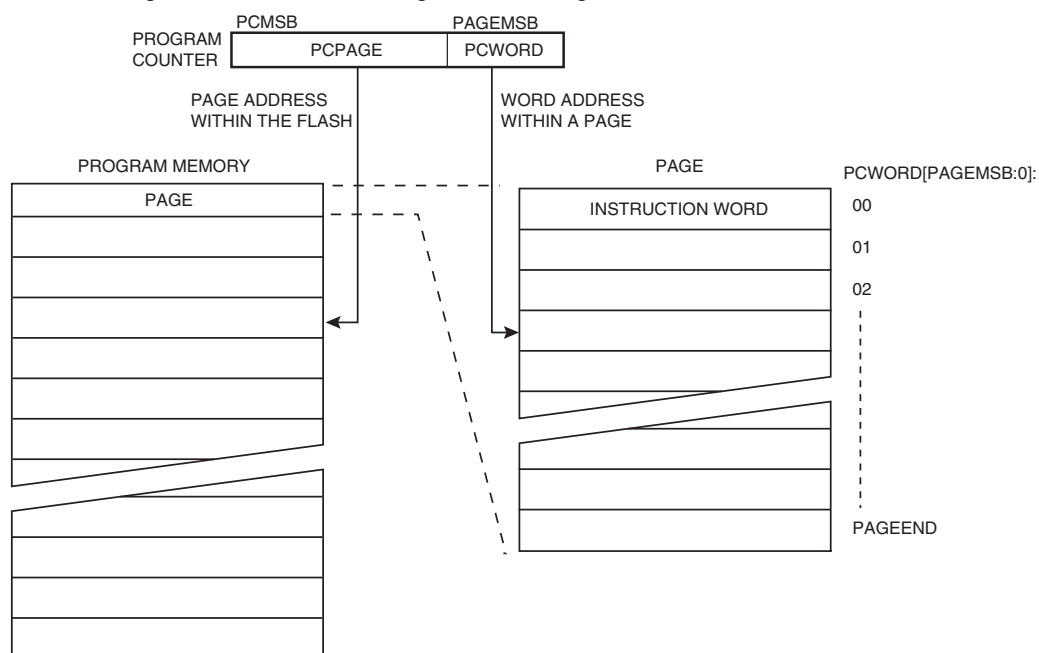 PCMSB PAGEMSB
PROGRAM
COUNTER
PCPAGE PCWORD
PAGE ADDRESS
WITHIN THE FLASH
WORD ADDRESS
WITHIN A PAGE
PROGRAM MEMORY
PAGE
PAGE
PCWORD[PAGEMSB:0]:
INSTRUCTION WORD
00
01
02
PAGEEND